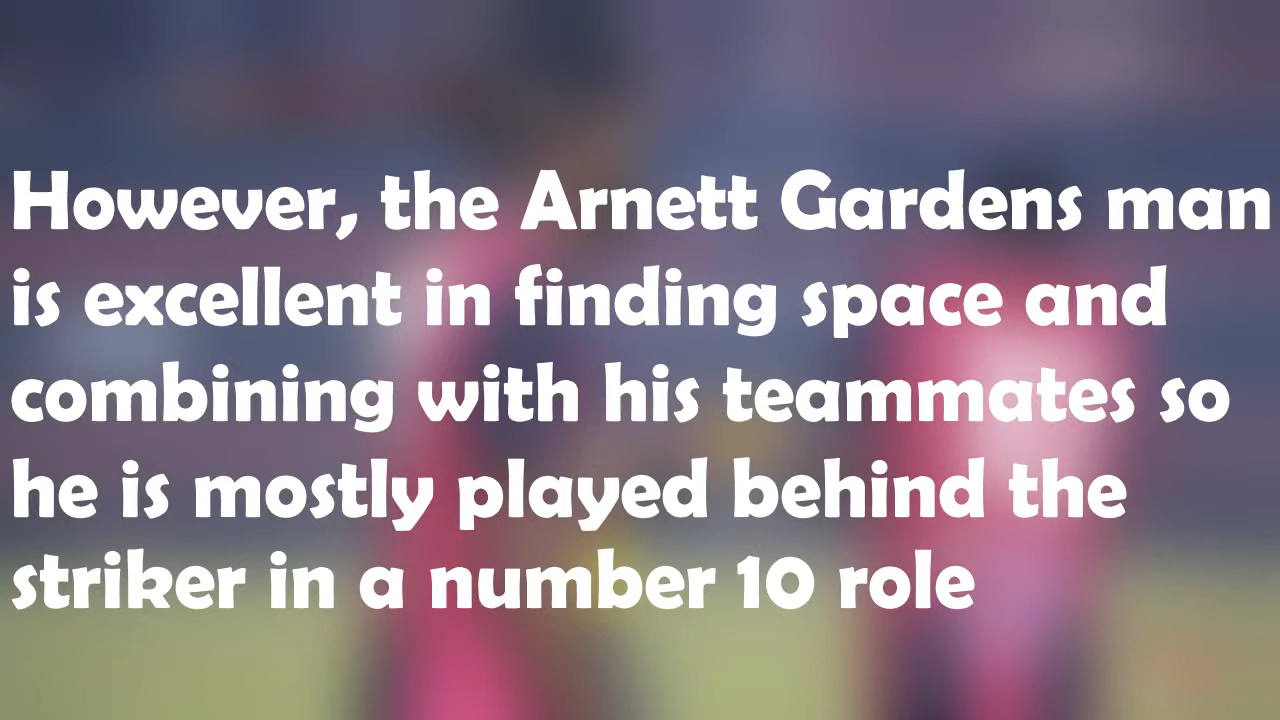 However, the Arnett Gardens man
is excellent in finding space and
combining with his teammates so
he is mostly played behind the
striker in a number 10 role